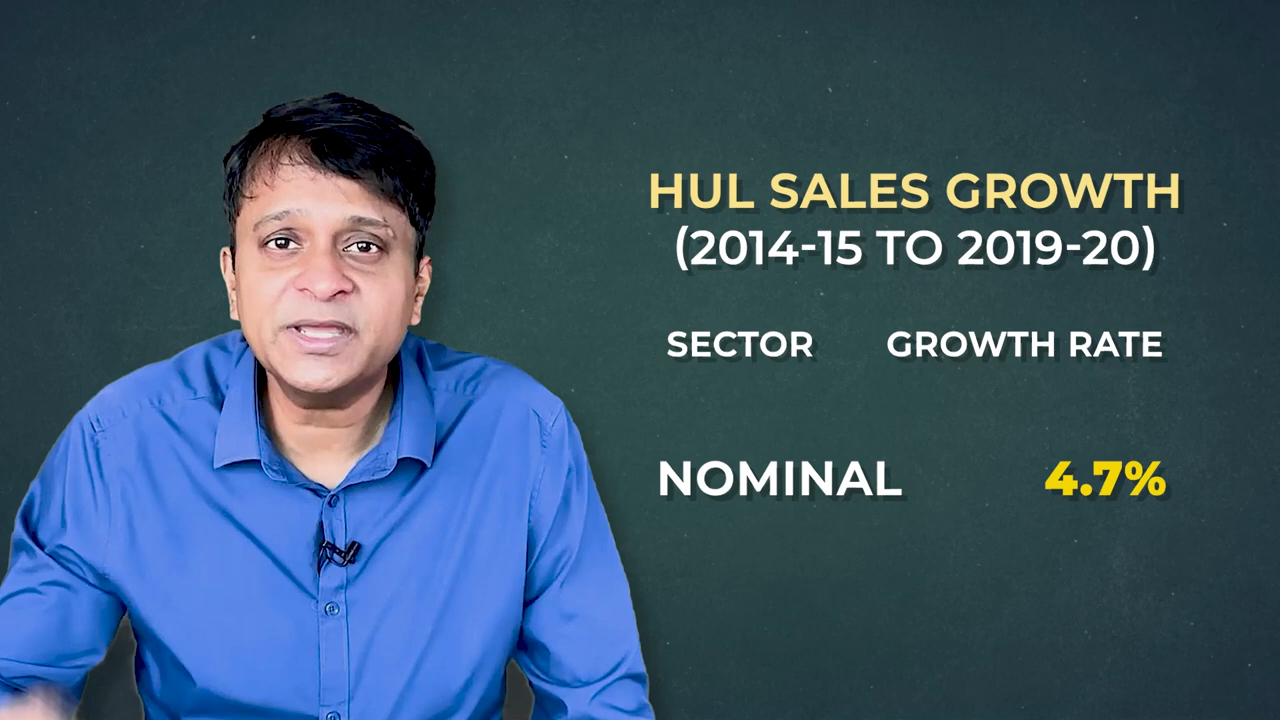 HUL SALES GROWTH
(2014-15 TO 2019-20)
SECTOR GROWTH RATE
NOMINAL 4.7%